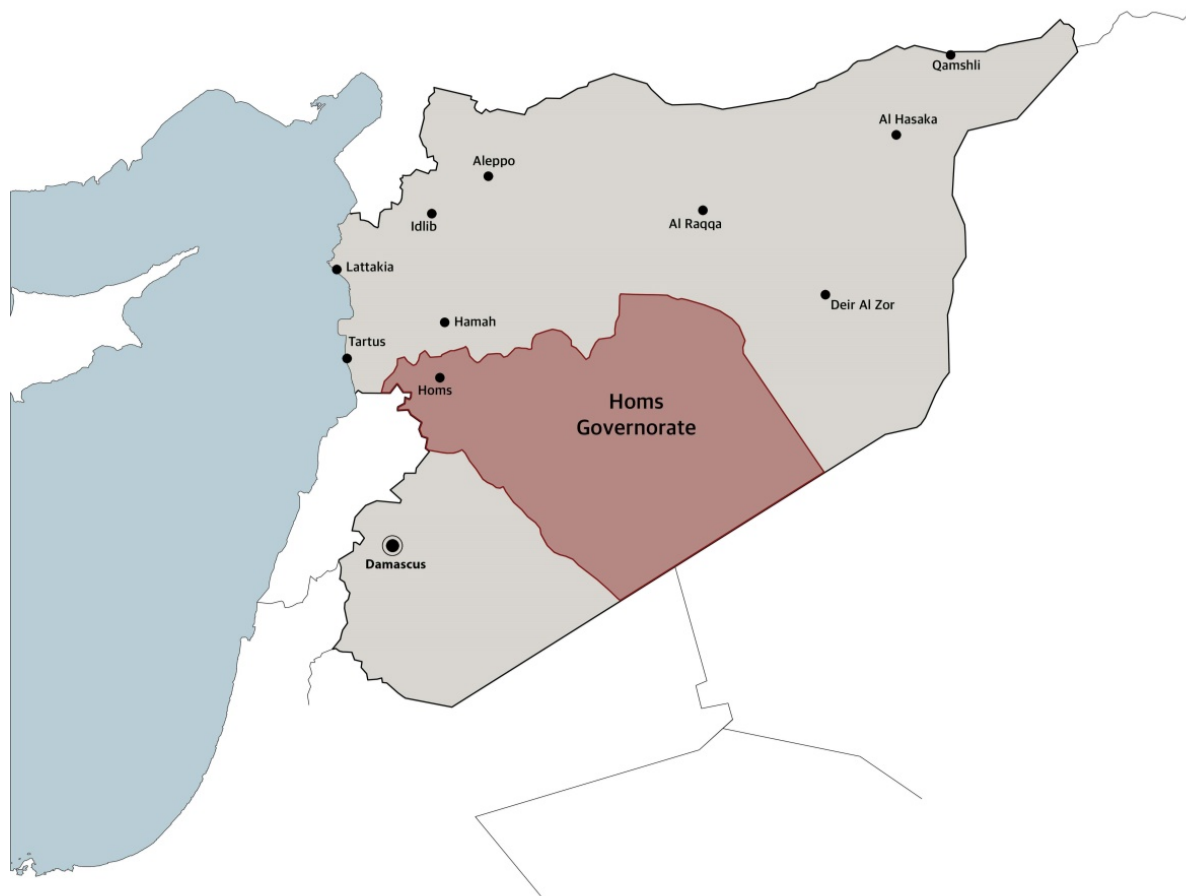 Qamshli
Al Hasaka
Aleppo
Al Raqqa
Idlib
Lattakia
Deir Al Zor
Hamah
Tartus
Homs
Homs
Governorate
Damascus